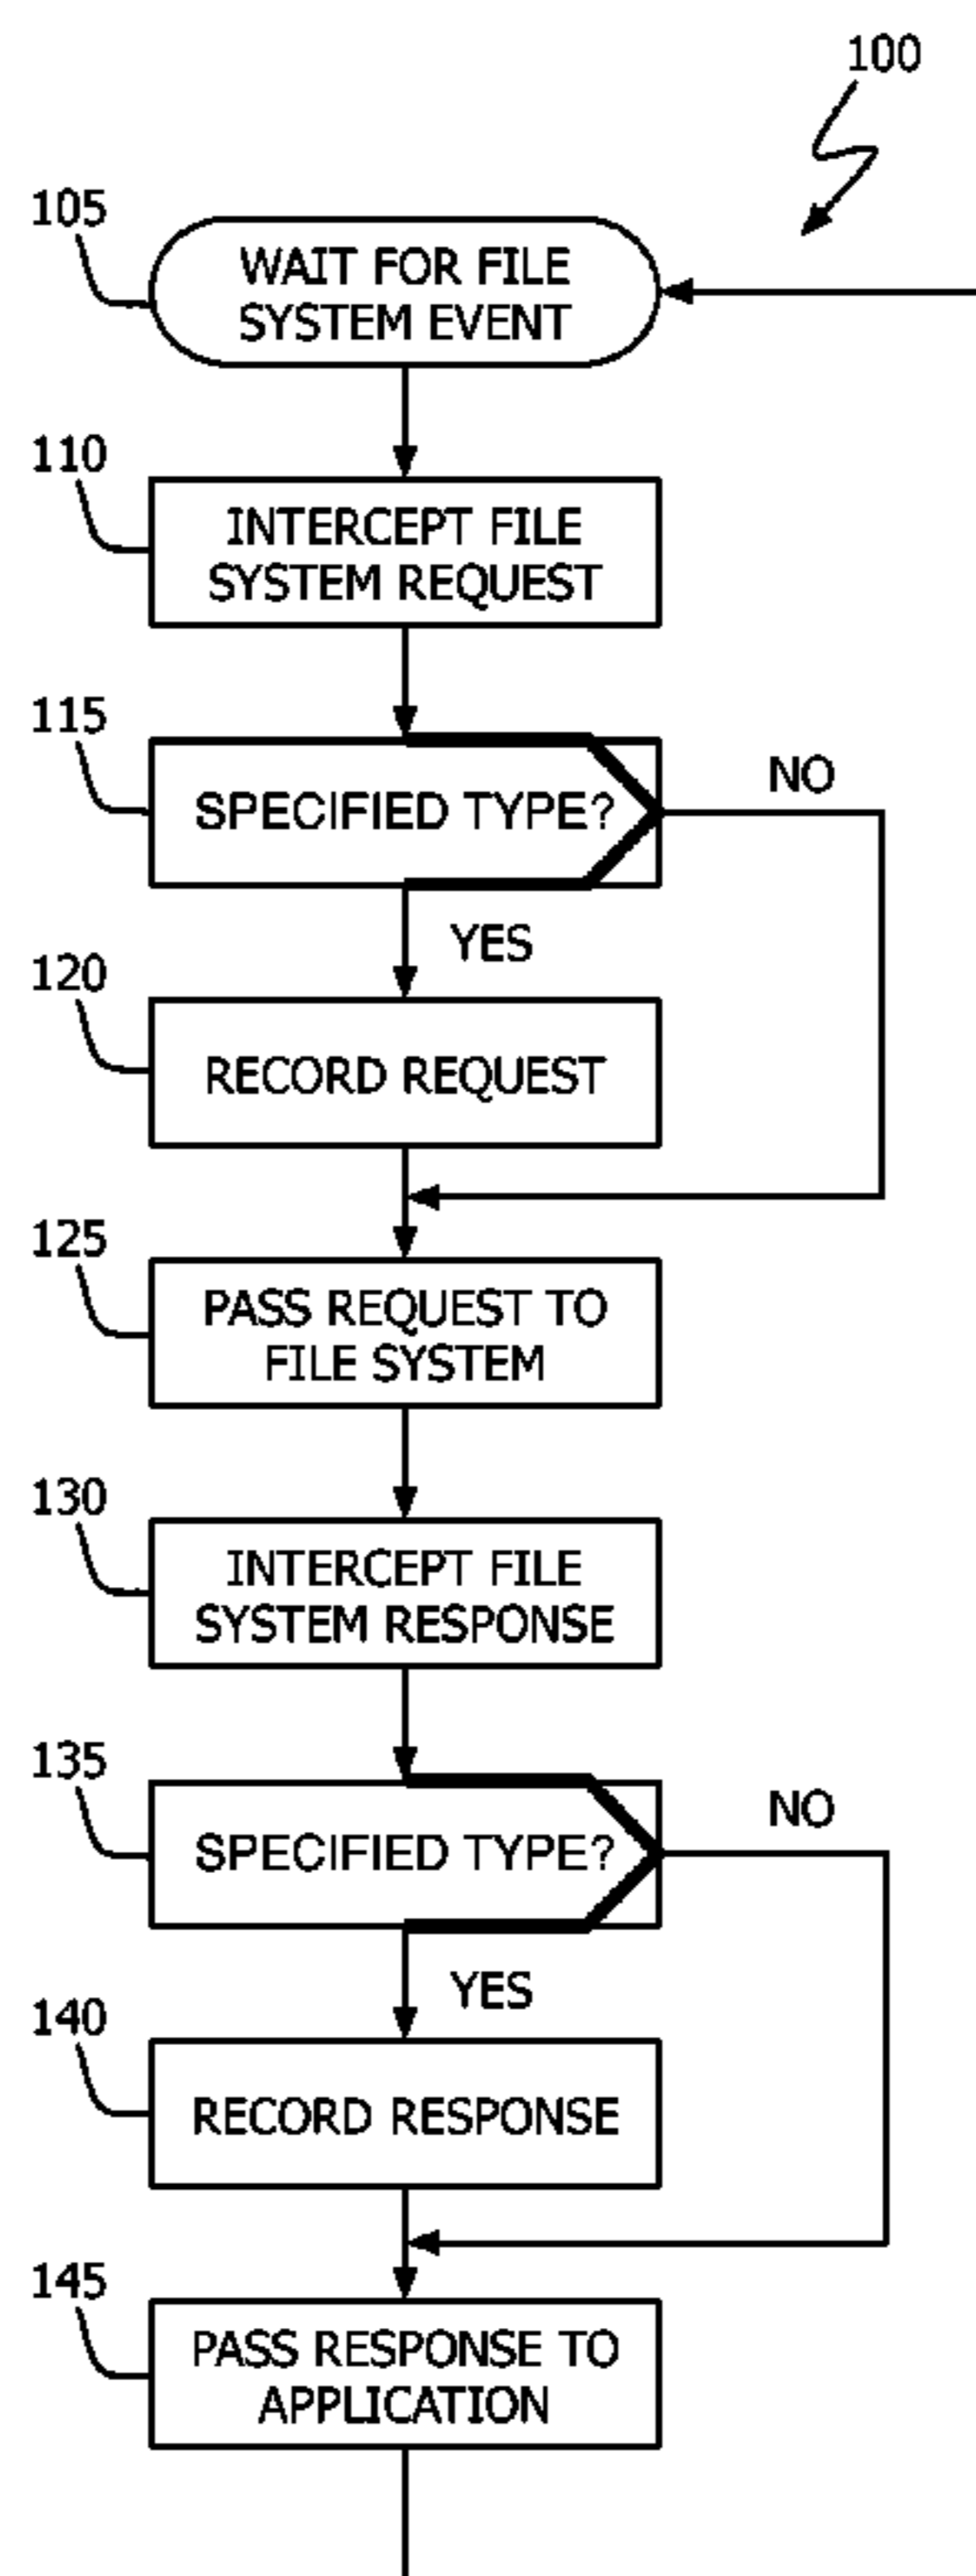 100
105
WAIT FOR FILE
SYSTEM EVENT
110
INTERCEPT FILE
SYSTEM REQUEST
115
SPECIFIED TYPE?
NO
YES
120
RECORD REQUEST
125
PASS REQUEST TO
FILE SYSTEM
130
INTERCEPT FILE
SYSTEM RESPONSE
135
SPECIFIED TYPE?
NO
YES
140
RECORD RESPONSE
145
PASS RESPONSE TO
APPLICATION